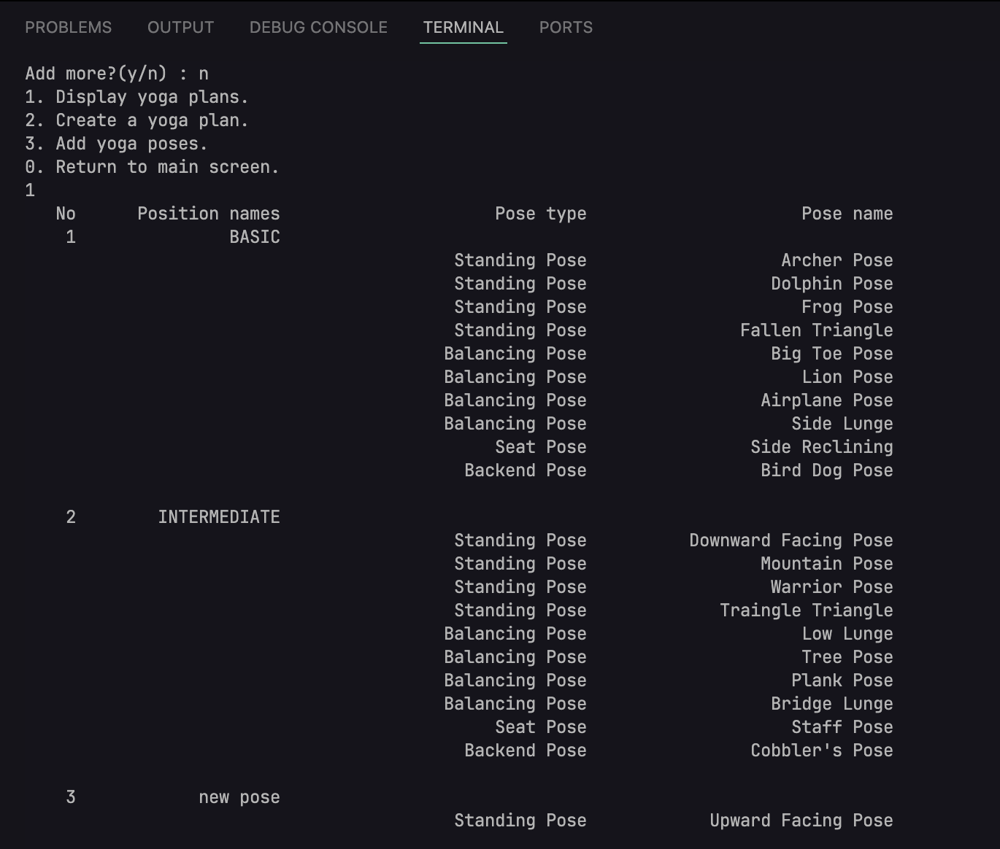 PROBLEMS OUTPUT DEBUG CONSOLE TERMINAL PORTS
Add more?(y/n) : n
1. Display yoga plans.
2. Create a yoga plan.
3. Add yoga poses.
0. Return to main screen.
1
No Position names Pose type Pose name
1 BASIC
Standing Pose Archer Pose
Standing Pose Dolphin Pose
Standing Pose Frog Pose
Standing Pose Fallen Triangle
Balancing Pose Big Toe Pose
Balancing Pose Lion Pose
Balancing Pose Airplane Pose
Balancing Pose Side Lunge
Seat Pose Side Reclining
Backend Pose Bird Dog Pose
2 INTERMEDIATE
Standing Pose Downward Facing Pose
Standing Pose Mountain Pose
Standing Pose Warrior Pose
Standing Pose Traingle Triangle
Balancing Pose Low Lunge
Balancing Pose Tree Pose
Balancing Pose Plank Pose
Balancing Pose Bridge Lunge
Seat Pose Staff Pose
Backend Pose Cobbler's Pose
3 new pose
Standing Pose Upward Facing Pose